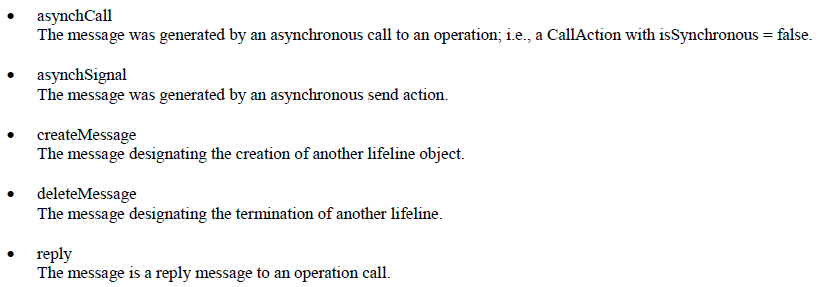 • asynchCall
The message was generated by an asynchronous call to an operation; i.e., a CallAction with isSynchronous = false.
• asynchSignal
The message was generated by an asynchronous send action.
• createMessage
The message designating the creation of another lifeline object.
• deleteMessage
The message designating the termination of another lifeline.
• reply
The message is a reply message to an operation call.